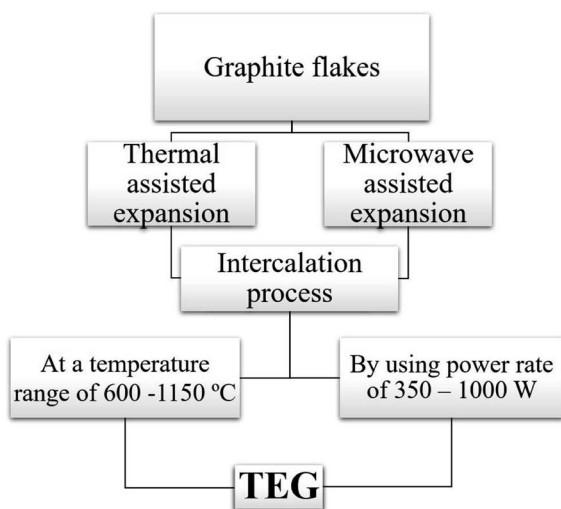 Graphite flakes
Thermal
assisted
expansion
Microwave
assisted
expansion
Intercalation
process
At a temperature
range of 600 -1150 ºC
By using power rate
of 350 – 1000 W
TEG